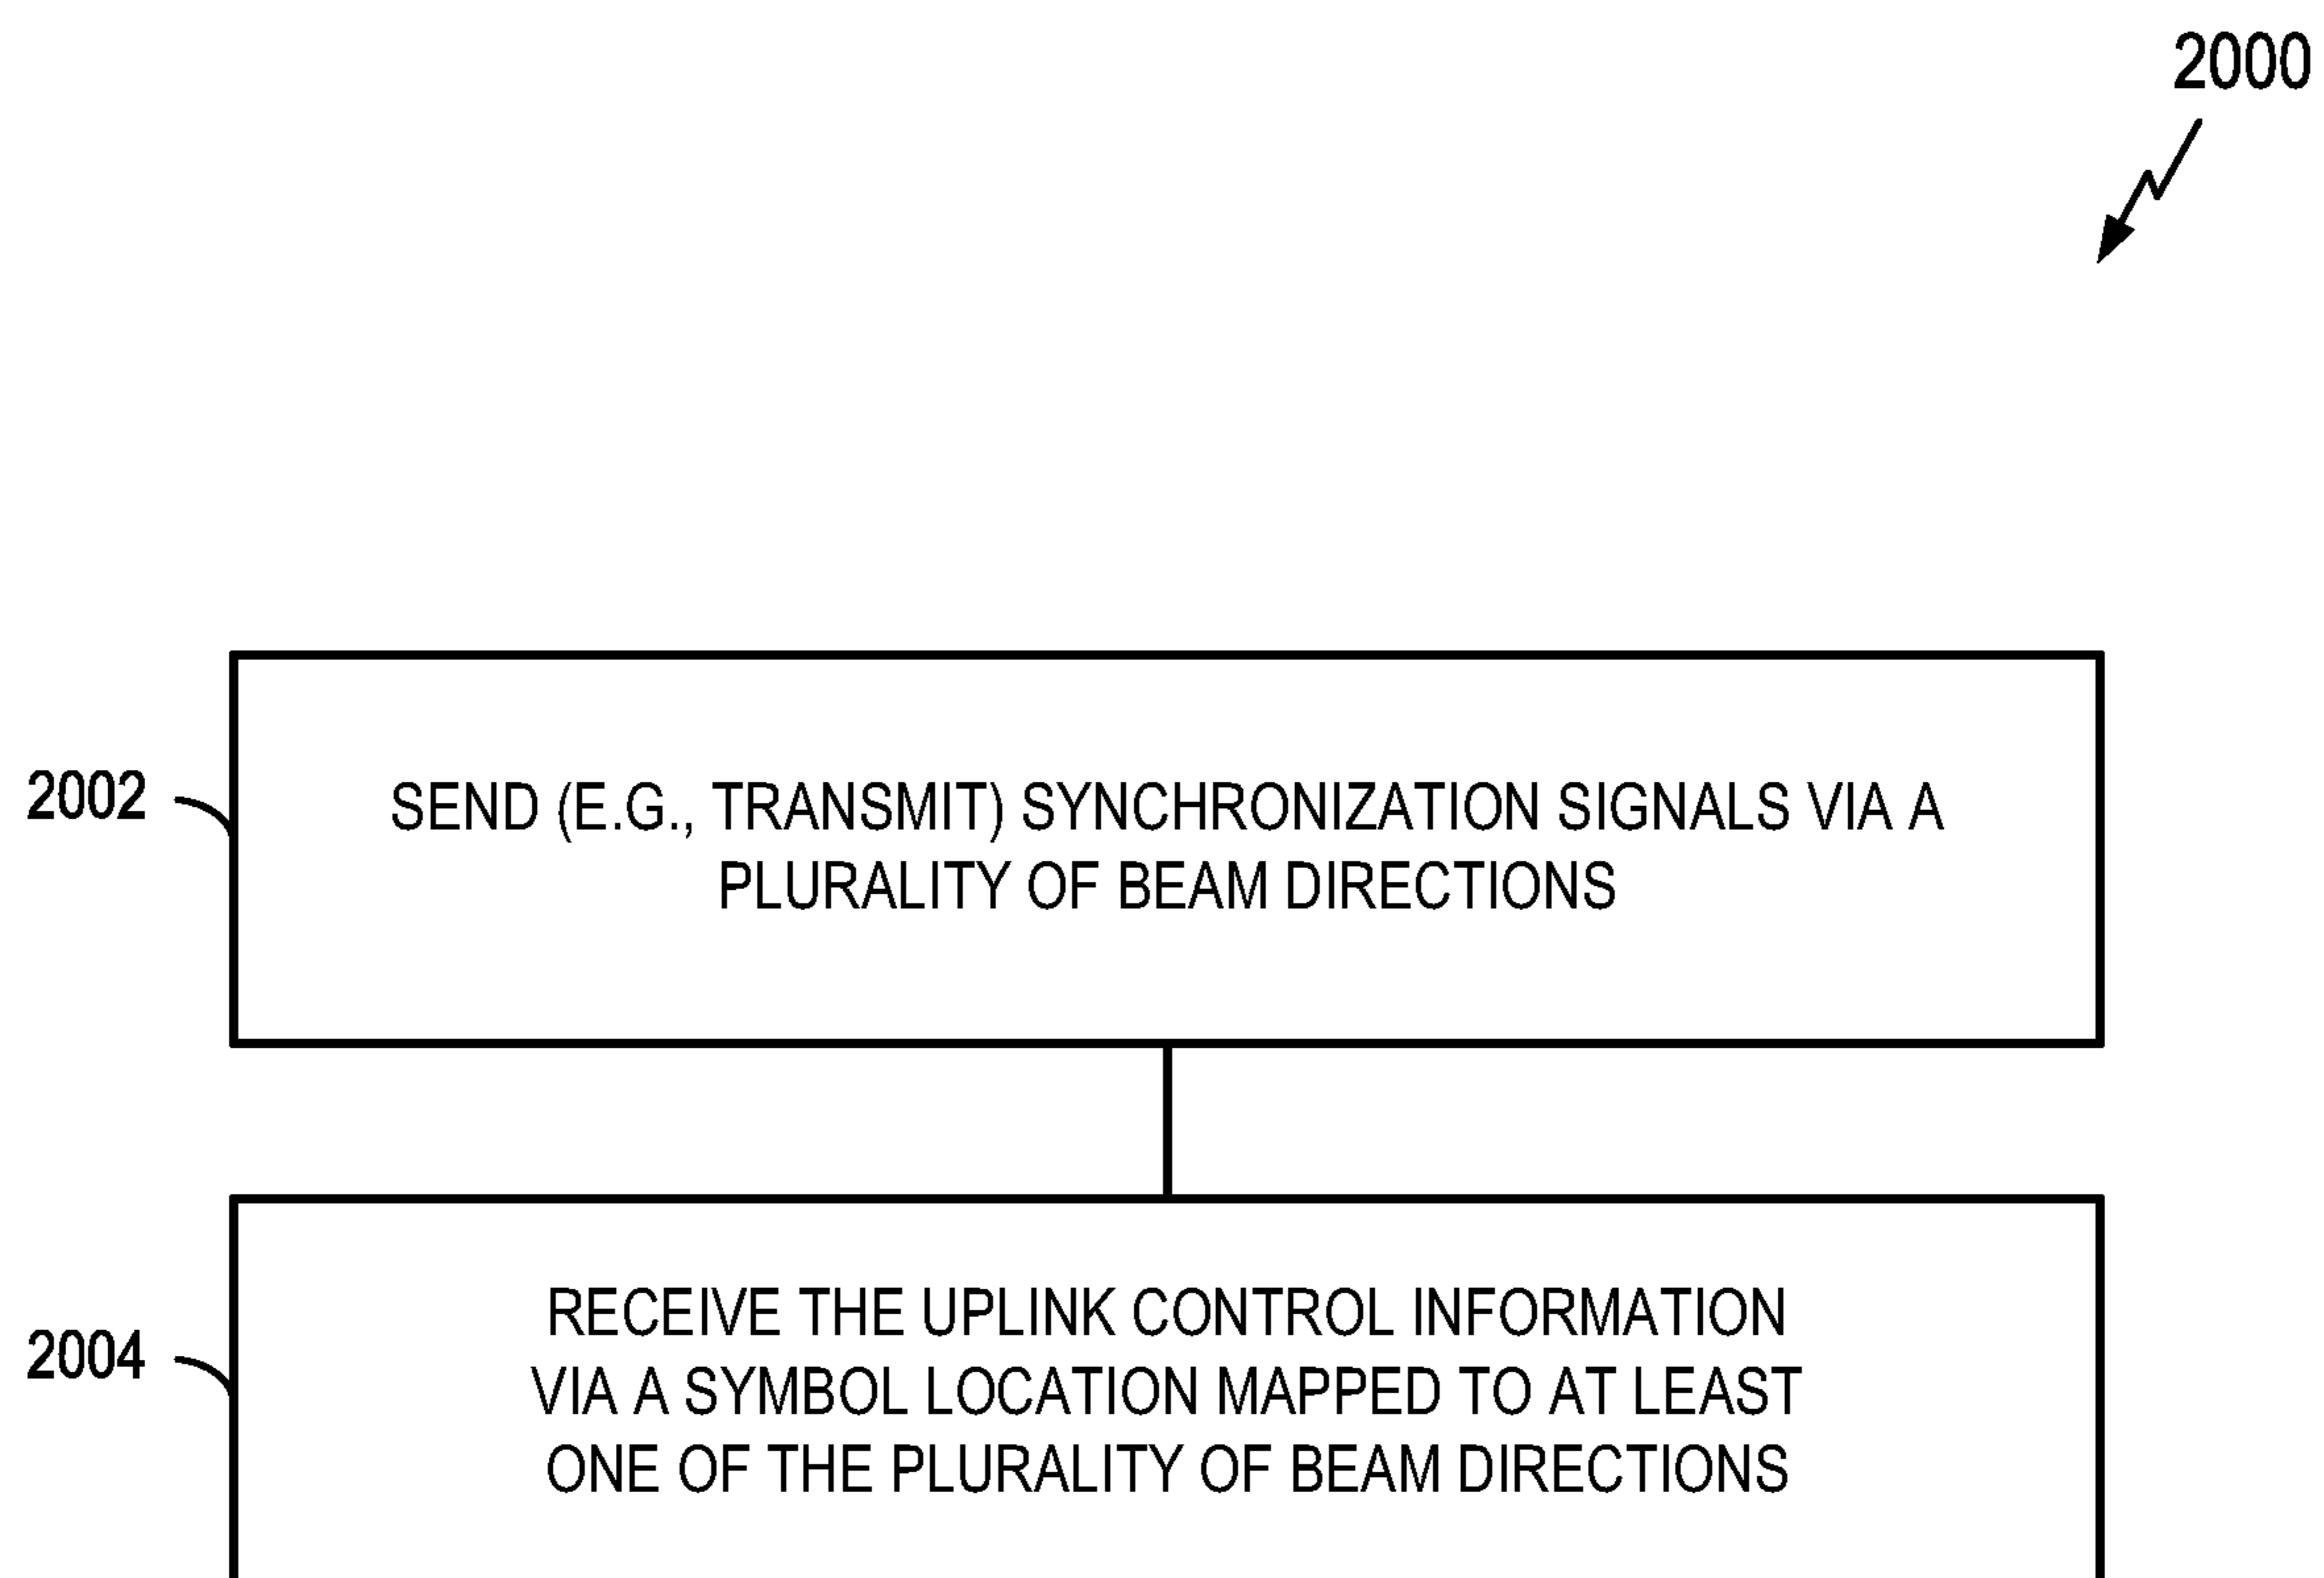 2000
2002
SEND (E.G., TRANSMIT) SYNCHRONIZATION SIGNALS VIA A
PLURALITY OF BEAM DIRECTIONS
2004
RECEIVE THE UPLINK CONTROL INFORMATION
VIA A SYMBOL LOCATION MAPPED TO AT LEAST
ONE OF THE PLURALITY OF BEAM DIRECTIONS